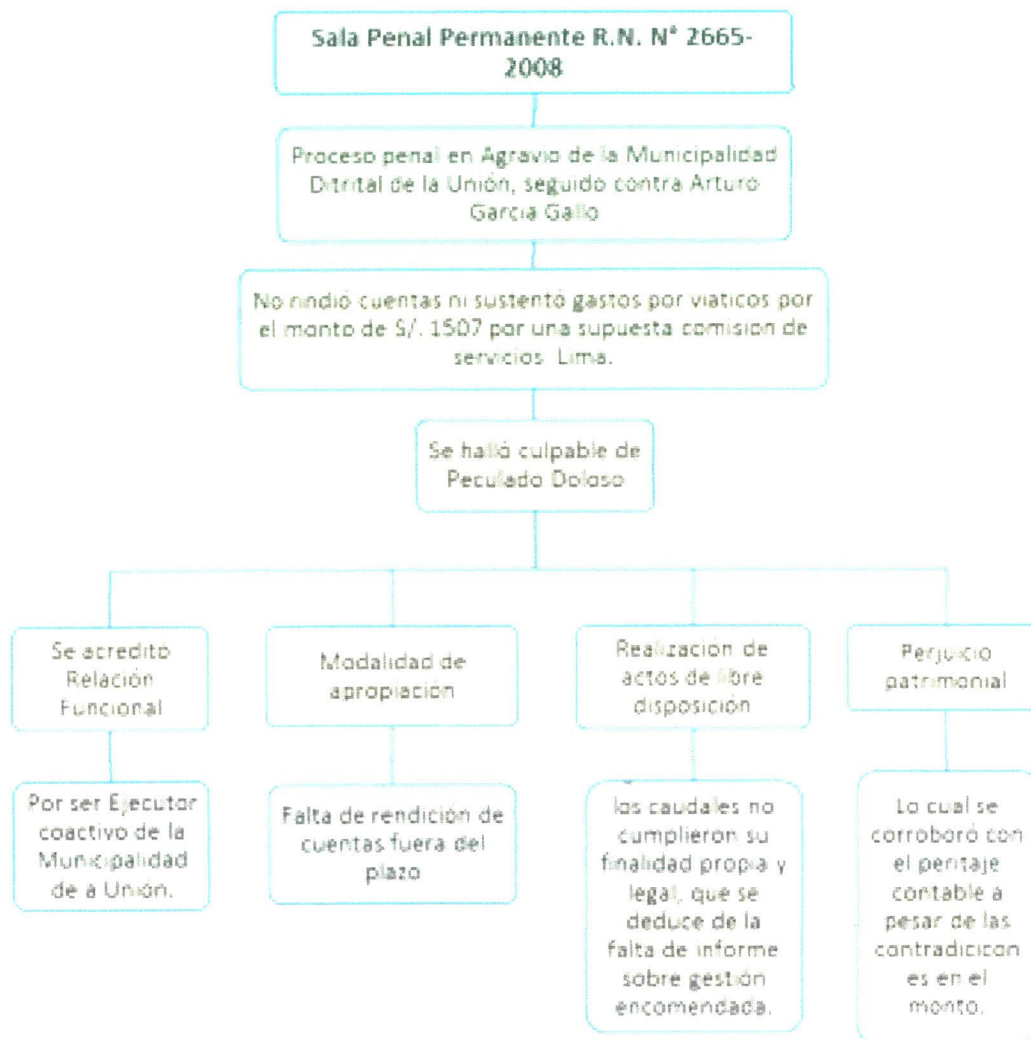 Sala Penal Permanente R.N. N° 2665-
2008
Proceso penal en Agravio de la Municipalidad
Ditrital de la Unión, seguido contra Arturo
Garcia Gallo
No rindió cuentas ni sustentó gastos por viaticos por
el monto de S/. 1507 por una supuesta comision de
servicios Lima.
Se halló culpable de
Peculado Doloso
Se acreditó
Relación
Funcional
Modalidad de
apropiación
Realización de
actos de libre
disposición
Perjuicio
patrimonial
Por ser Ejecutor
coactivo de la
Municipalidad
de a Unión.
Falta de rendición de
cuentas fuera del
plazo
los caudales no
cumplieron su
finalidad propia y
legal, que se
deduce de la
falta de informe
sobre gestión
encomendada.
Lo cual se
corroboró con
el peritaje
contable a
pesar de las
contradiccion
es en el
monto.